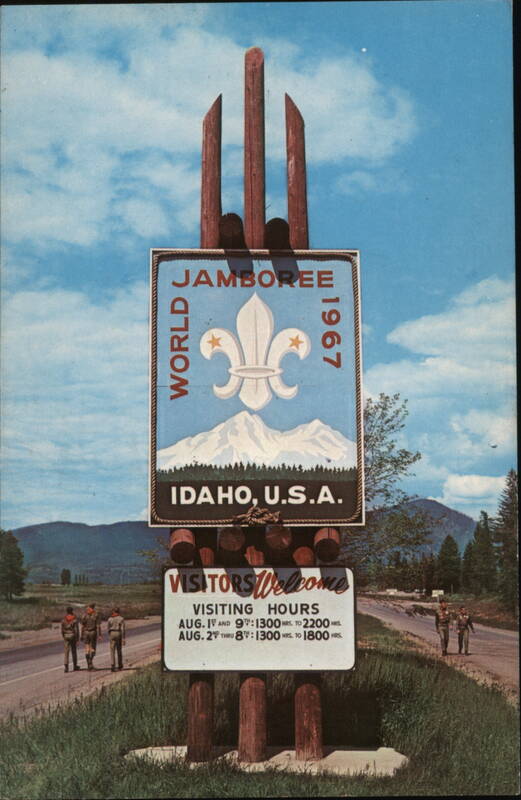 WORLD JAMBOREE 1967
IDAHO, U.S.A.
VISITORS Welcome
VISITING HOURS
AUG. 1ST AND 9TH: 1300 HRS. TO 2200 HRS.
AUG. 2ND THRU 8TH: 1300 HRS. TO 1800 HRS.